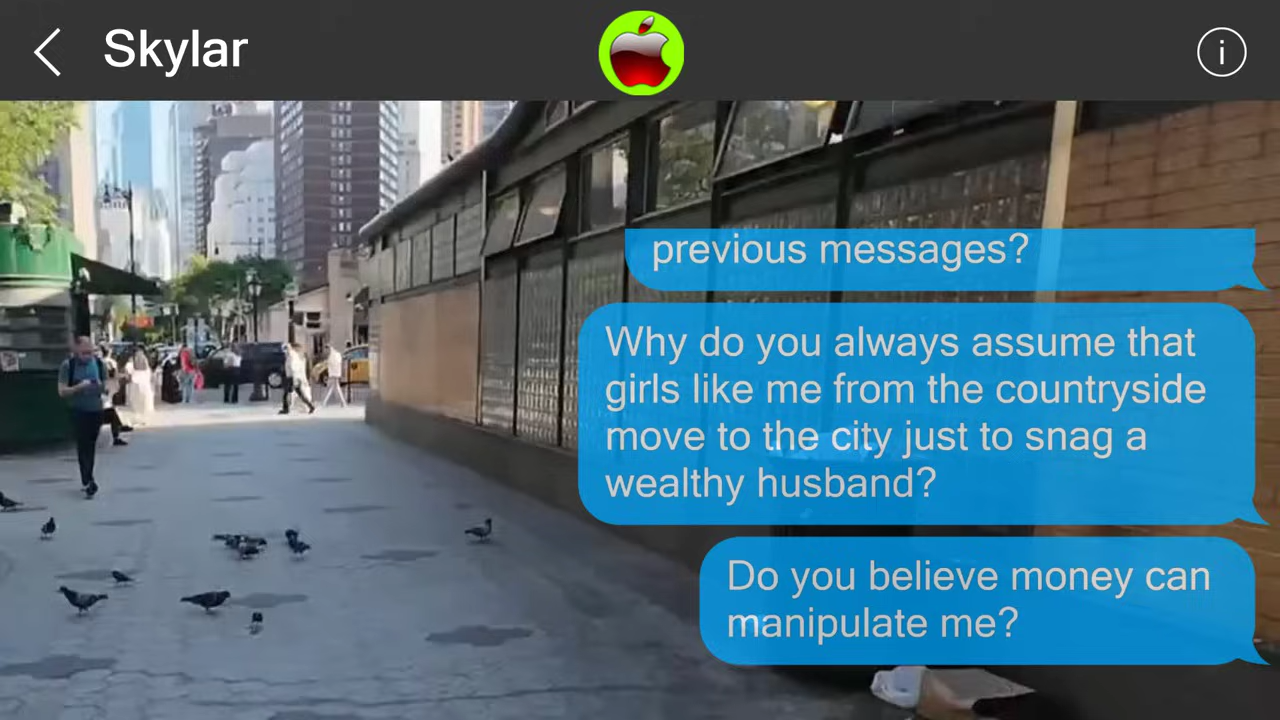 Skylar
i
previous messages?
Why do you always assume that
girls like me from the countryside
move to the city just to snag a
wealthy husband?
Do you believe money can
manipulate me?